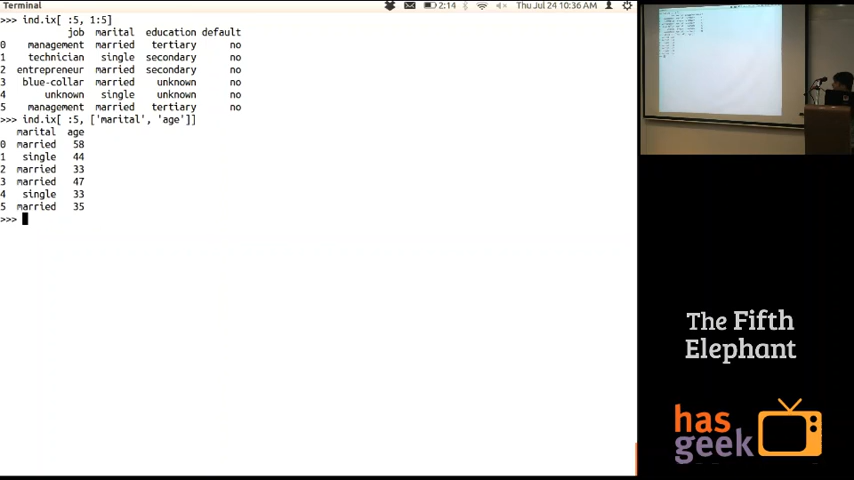 Terminal
2:14
Thu Jul 24 10:36 AM
>>> ind.ix[ :5, 1:5]
job marital education default
0 management married tertiary no
1 technician single secondary no
2 entrepreneur married secondary no
3 blue-collar married unknown no
4 unknown single unknown no
5 management married tertiary no
>>> ind.ix[ :5, ['marital', 'age']]
marital age
0 married 58
1 single 44
2 married 33
3 married 47
4 single 33
5 married 35
>>>
The Fifth
Elephant
has
geek